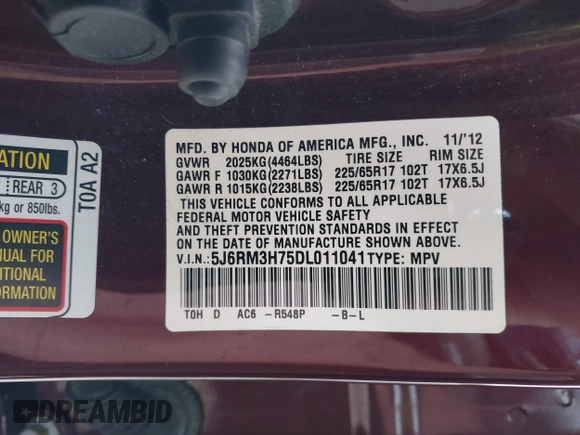 ATION
REAR 3
kg or 850lbs.
OWNER'S
NUAL FOR
ITIONAL
ORMATION
T0A A2
MFD. BY HONDA OF AMERICA MFG., INC. 11/'12
GVWR 2025KG(4464LBS) TIRE SIZE RIM SIZE
GAWR F 1030KG(2271LBS) 225/65R17 102T 17X6.5J
GAWR R 1015KG(2238LBS) 225/65R17 102T 17X6.5J
THIS VEHICLE CONFORMS TO ALL APPLICABLE
FEDERAL MOTOR VEHICLE SAFETY
AND THEFT PREVENTION STANDARDS IN EFFECT
ON THE DATE OF MANUFACTURE SHOWN ABOVE.
V.I.N.: 5J6RM3H75DL011041 TYPE: MPV
T0H D AC6 -R548P -B-L
DREAMBID